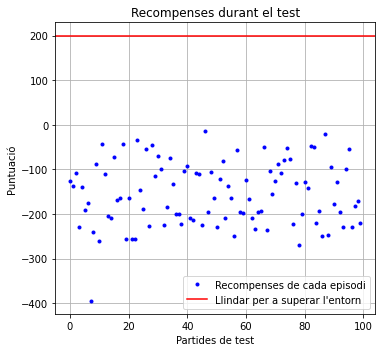 Recompenses durant el test
Puntuació
200
100
0
−100
−200
−300
−400
0
20
40
60
80
100
Partides de test
Recompenses de cada episodi
Llindar per a superar l'entorn